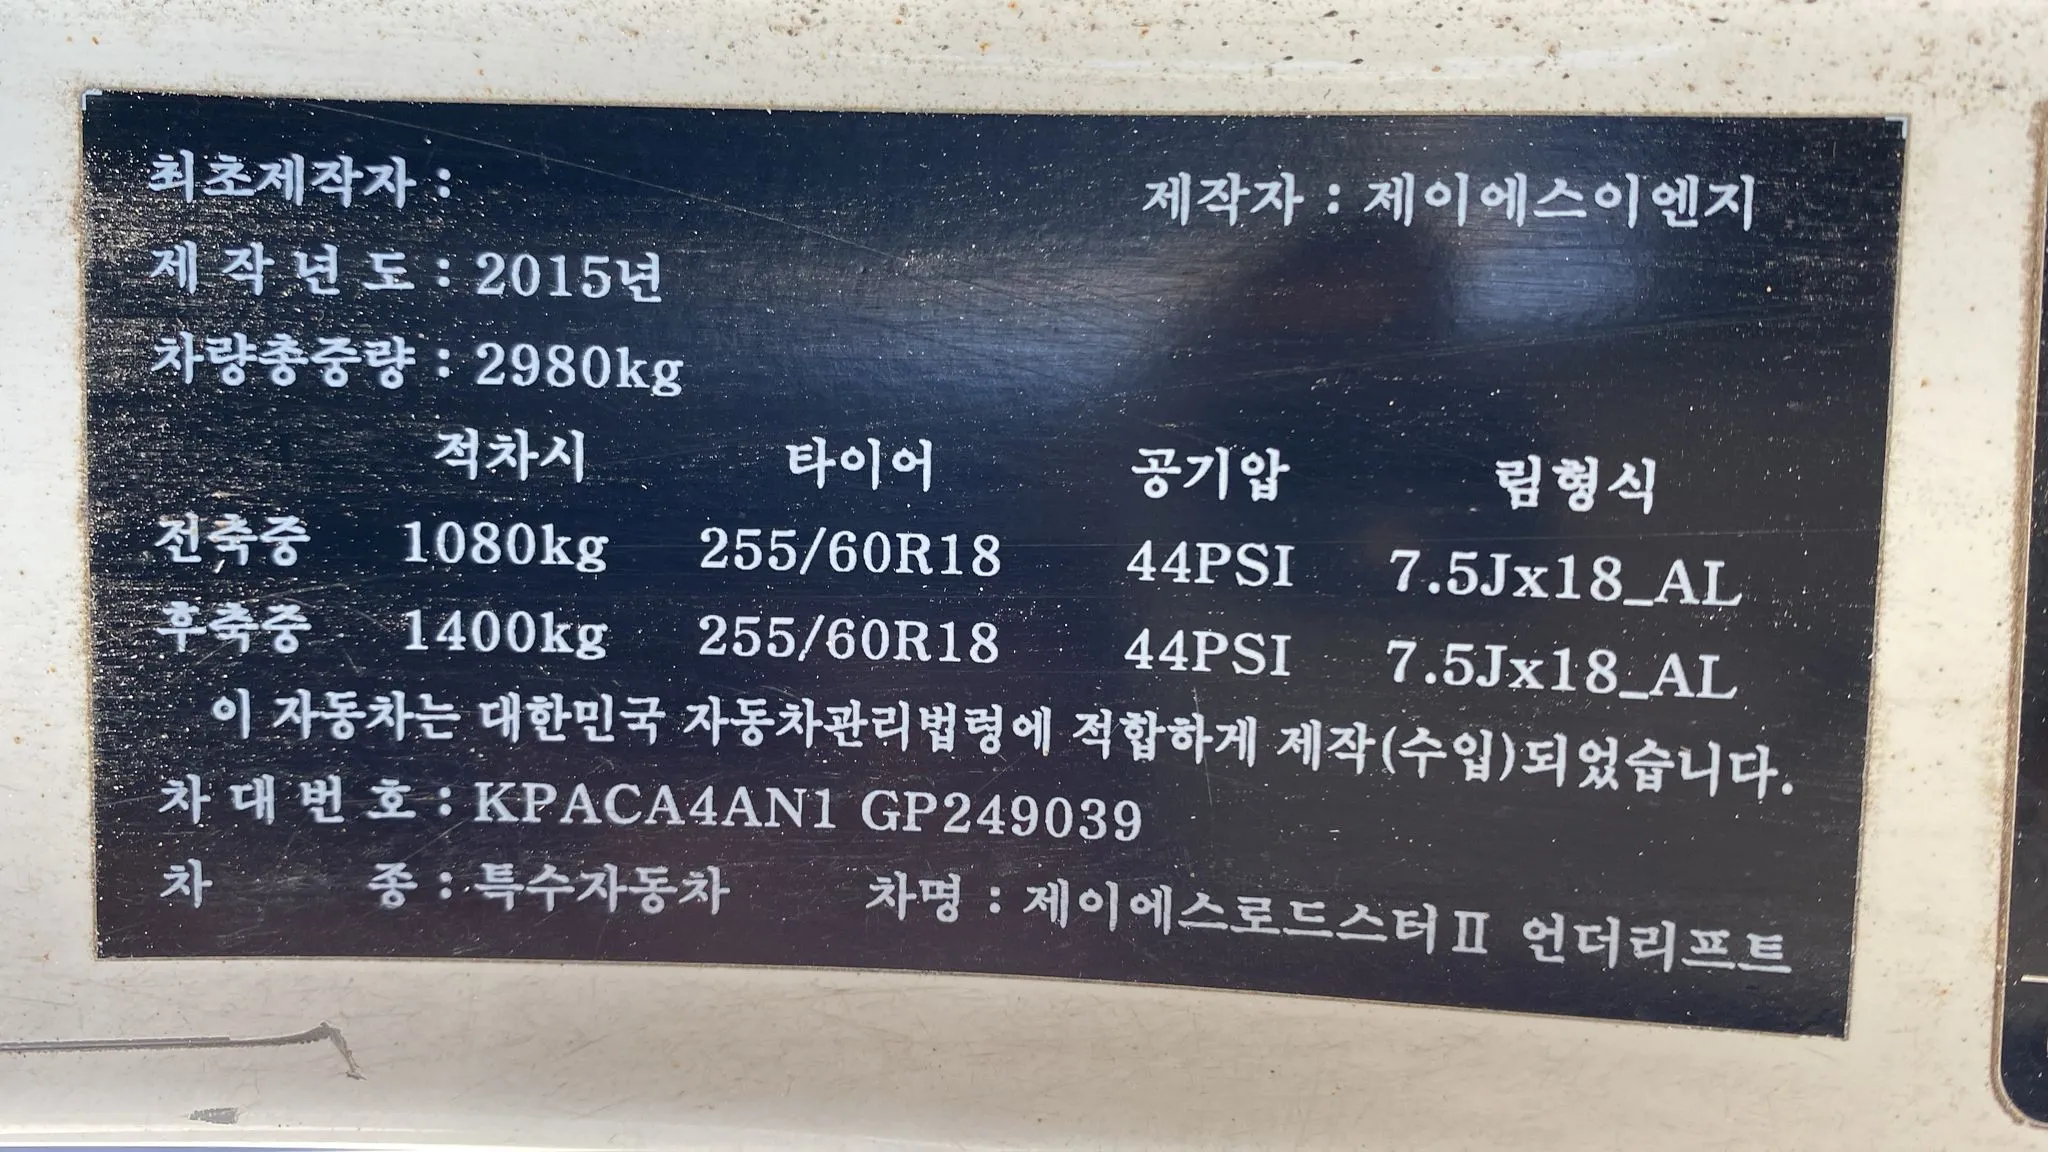 최초제작자 : 제작자 : 제이에스이엔지
제 작 년 도 : 2015년
차량총중량 : 2980kg
적차시 타이어 공기압 림형식
전축중 1080kg 255/60R18 44PSI 7.5Jx18_AL
후축중 1400kg 255/60R18 44PSI 7.5Jx18_AL
이 자동차는 대한민국 자동차관리법령에 적합하게 제작(수입)되었습니다.
차 대 번 호 : KPACA4AN1 GP249039
차 종 : 특수자동차 차명 : 제이에스로드스터Ⅱ 언더리프트